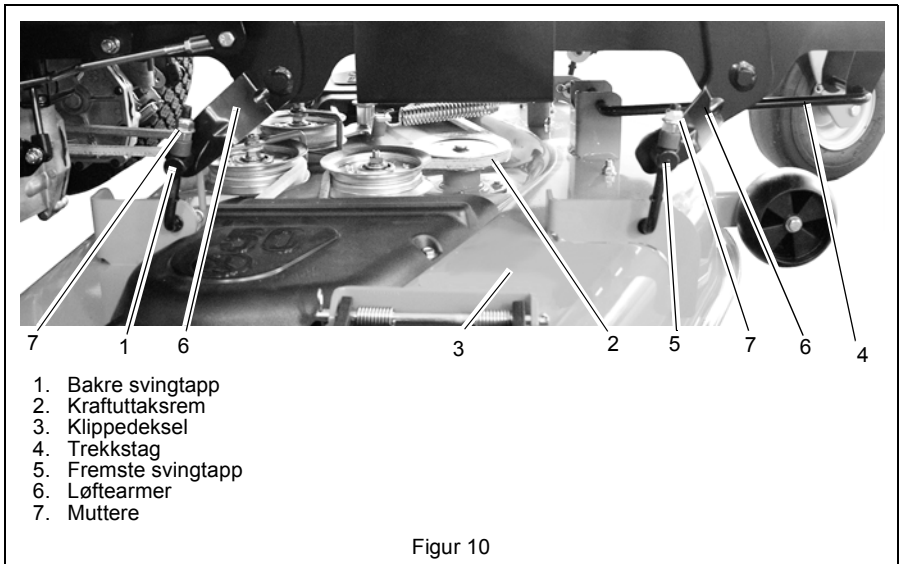 7 1 6 3 2 5 7 6 4
1. Bakre svingtapp
2. Kraftuttaksrem
3. Klippedeksel
4. Trekkstag
5. Fremste svingtapp
6. Løftearmer
7. Muttere
Figur 10